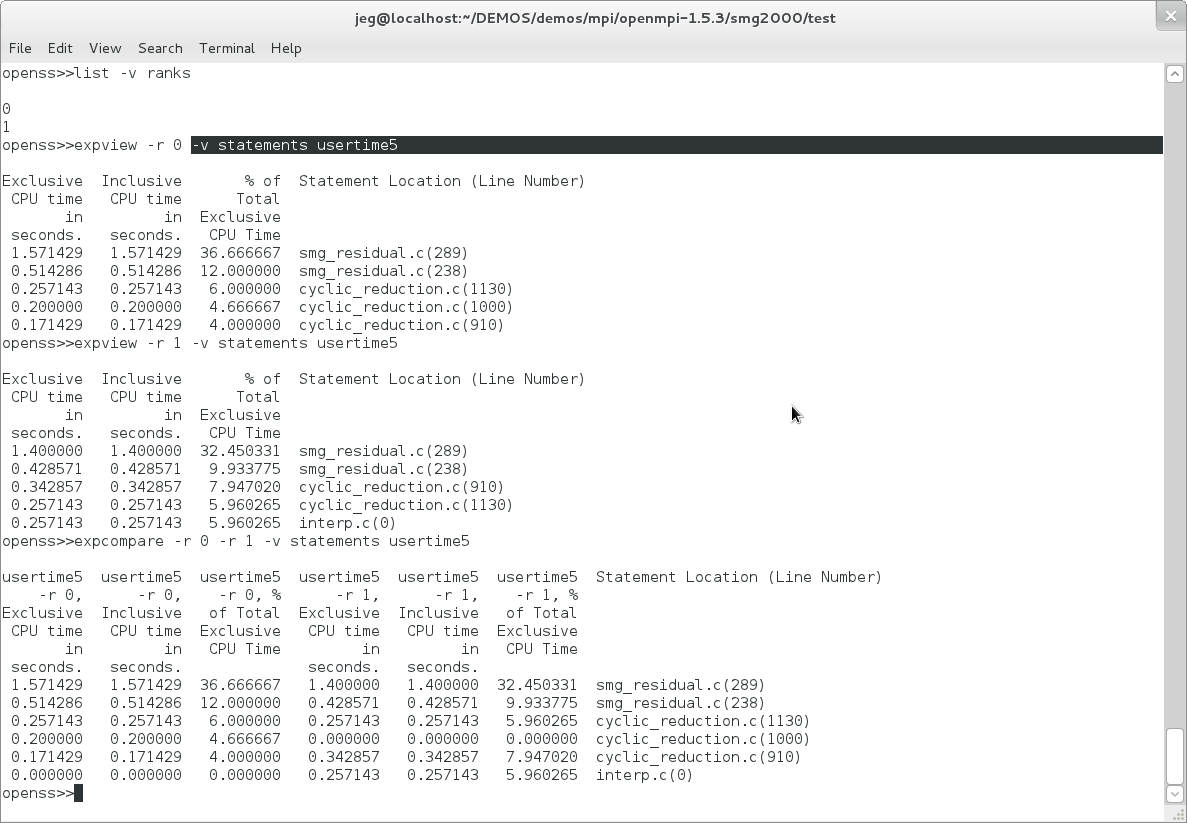 jeg@localhost:~/DEMOS/demos/mpi/openmpi-1.5.3/smg2000/test
File Edit View Search Terminal Help
openss>>list -v ranks
0
1
openss>>expview -r 0 -v statements usertime5
Exclusive Inclusive % of Statement Location (Line Number)
CPU time CPU time Total
in in Exclusive
seconds. seconds. CPU Time
1.571429 1.571429 36.666667 smg_residual.c(289)
0.514286 0.514286 12.000000 smg_residual.c(238)
0.257143 0.257143 6.000000 cyclic_reduction.c(1130)
0.200000 0.200000 4.666667 cyclic_reduction.c(1000)
0.171429 0.171429 4.000000 cyclic_reduction.c(910)
openss>>expview -r 1 -v statements usertime5
Exclusive Inclusive % of Statement Location (Line Number)
CPU time CPU time Total
in in Exclusive
seconds. seconds. CPU Time
1.400000 1.400000 32.450331 smg_residual.c(289)
0.428571 0.428571 9.933775 smg_residual.c(238)
0.342857 0.342857 7.947020 cyclic_reduction.c(910)
0.257143 0.257143 5.960265 cyclic_reduction.c(1130)
0.257143 0.257143 5.960265 interp.c(0)
openss>>expcompare -r 0 -r 1 -v statements usertime5
usertime5 usertime5 usertime5 usertime5 usertime5 usertime5 Statement Location (Line Number)
-r 0, -r 0, -r 0, % -r 1, -r 1, -r 1, %
Exclusive Inclusive of Total Exclusive Inclusive of Total
CPU time CPU time Exclusive CPU time CPU time Exclusive
in in CPU Time in in CPU Time
seconds. seconds. seconds. seconds.
1.571429 1.571429 36.666667 1.400000 1.400000 32.450331 smg_residual.c(289)
0.514286 0.514286 12.000000 0.428571 0.428571 9.933775 smg_residual.c(238)
0.257143 0.257143 6.000000 0.257143 0.257143 5.960265 cyclic_reduction.c(1130)
0.200000 0.200000 4.666667 0.000000 0.000000 0.000000 cyclic_reduction.c(1000)
0.171429 0.171429 4.000000 0.342857 0.342857 7.947020 cyclic_reduction.c(910)
0.000000 0.000000 0.000000 0.257143 0.257143 5.960265 interp.c(0)
openss>>